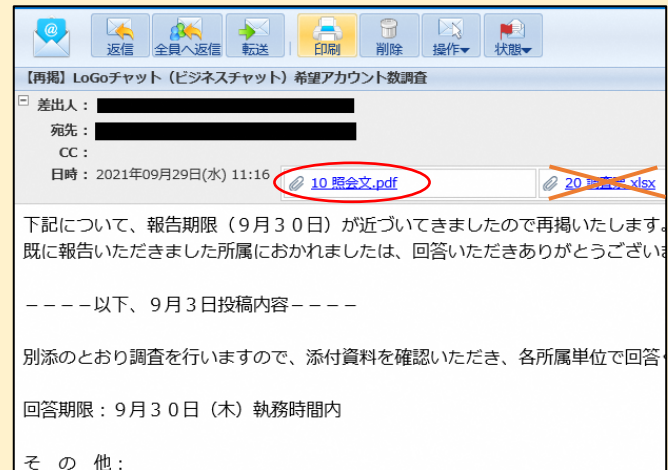 返信 全員へ返信 転送 印刷 削除 操作▼ 状態▼
【再掲】LoGoチャット（ビジネスチャット）希望アカウント数調査
差出人：
宛先：
CC：
日時：2021年09月29日(水) 11:16 10 照会文.pdf 20 調査票.xlsx
下記について、報告期限（９月３０日）が近づいてきましたので再掲いたします。
既に報告いただきました所属におかれましたは、回答いただきありがとうござい
－－－－以下、９月３日投稿内容－－－－
別添のとおり調査を行いますので、添付資料を確認いただき、各所属単位で回答
回答期限：９月３０日（木）執務時間内
そ の 他：